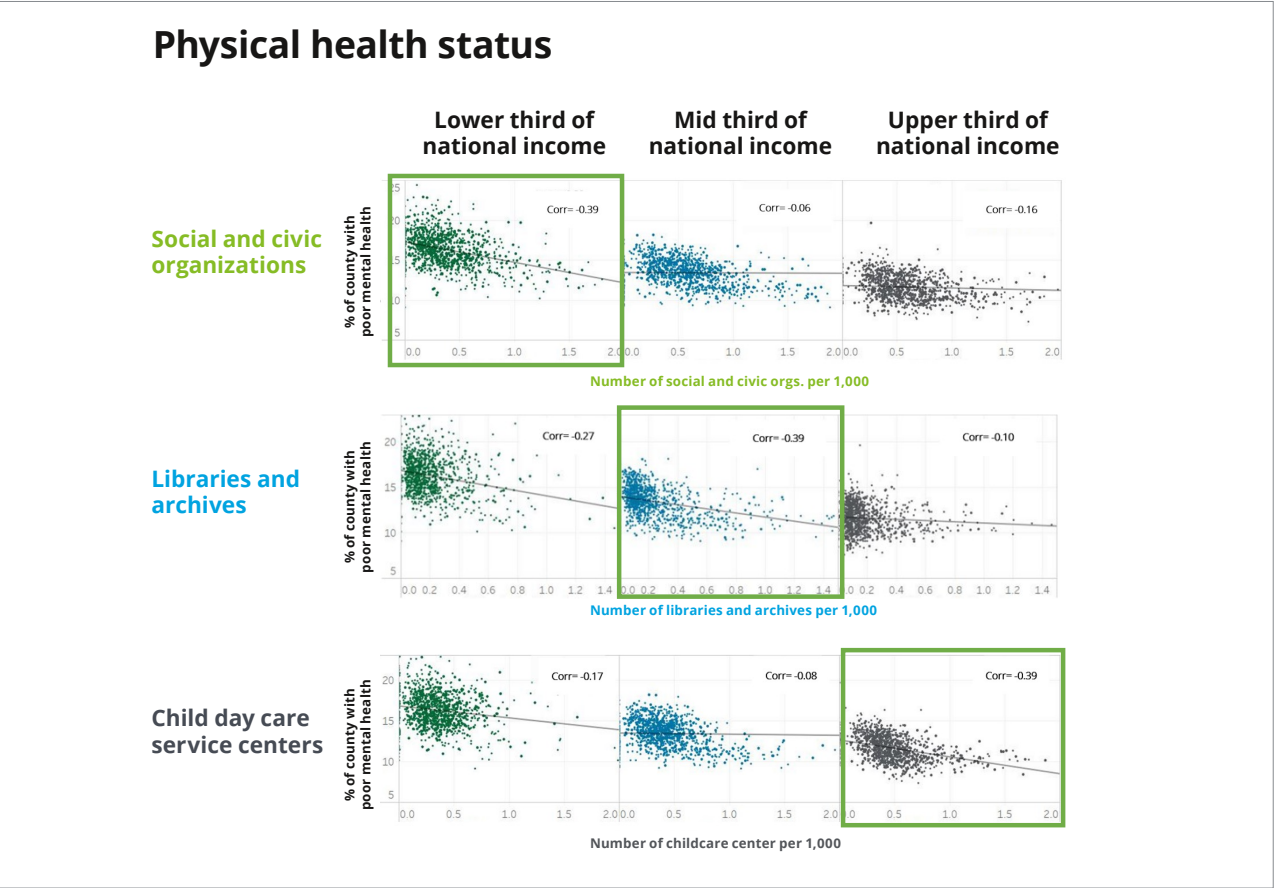 Physical health status
Lower third of
national income
Mid third of
national income
Upper third of
national income
Social and civic
organizations
% of county with
poor mental health
25
20
15
10
5
Corr= -0.39
Corr= -0.06
Corr= -0.16
0.0 0.5 1.0 1.5 2.0 0.0 0.5 1.0 1.5 2.0 0.0 0.5 1.0 1.5 2.0
Number of social and civic orgs. per 1,000
Libraries and
archives
% of county with
poor mental health
20
15
10
5
Corr= -0.27
Corr= -0.39
Corr= -0.10
0.0 0.2 0.4 0.6 0.8 1.0 1.2 1.4 0.0 0.2 0.4 0.6 0.8 1.0 1.2 1.4 0.0 0.2 0.4 0.6 0.8 1.0 1.2 1.4
Number of libraries and archives per 1,000
Child day care
service centers
% of county with
poor mental health
20
15
10
5
Corr= -0.17
Corr= -0.08
Corr= -0.39
0.0 0.5 1.0 1.5 2.0 0.0 0.5 1.0 1.5 2.0 0.0 0.5 1.0 1.5 2.0
Number of childcare center per 1,000